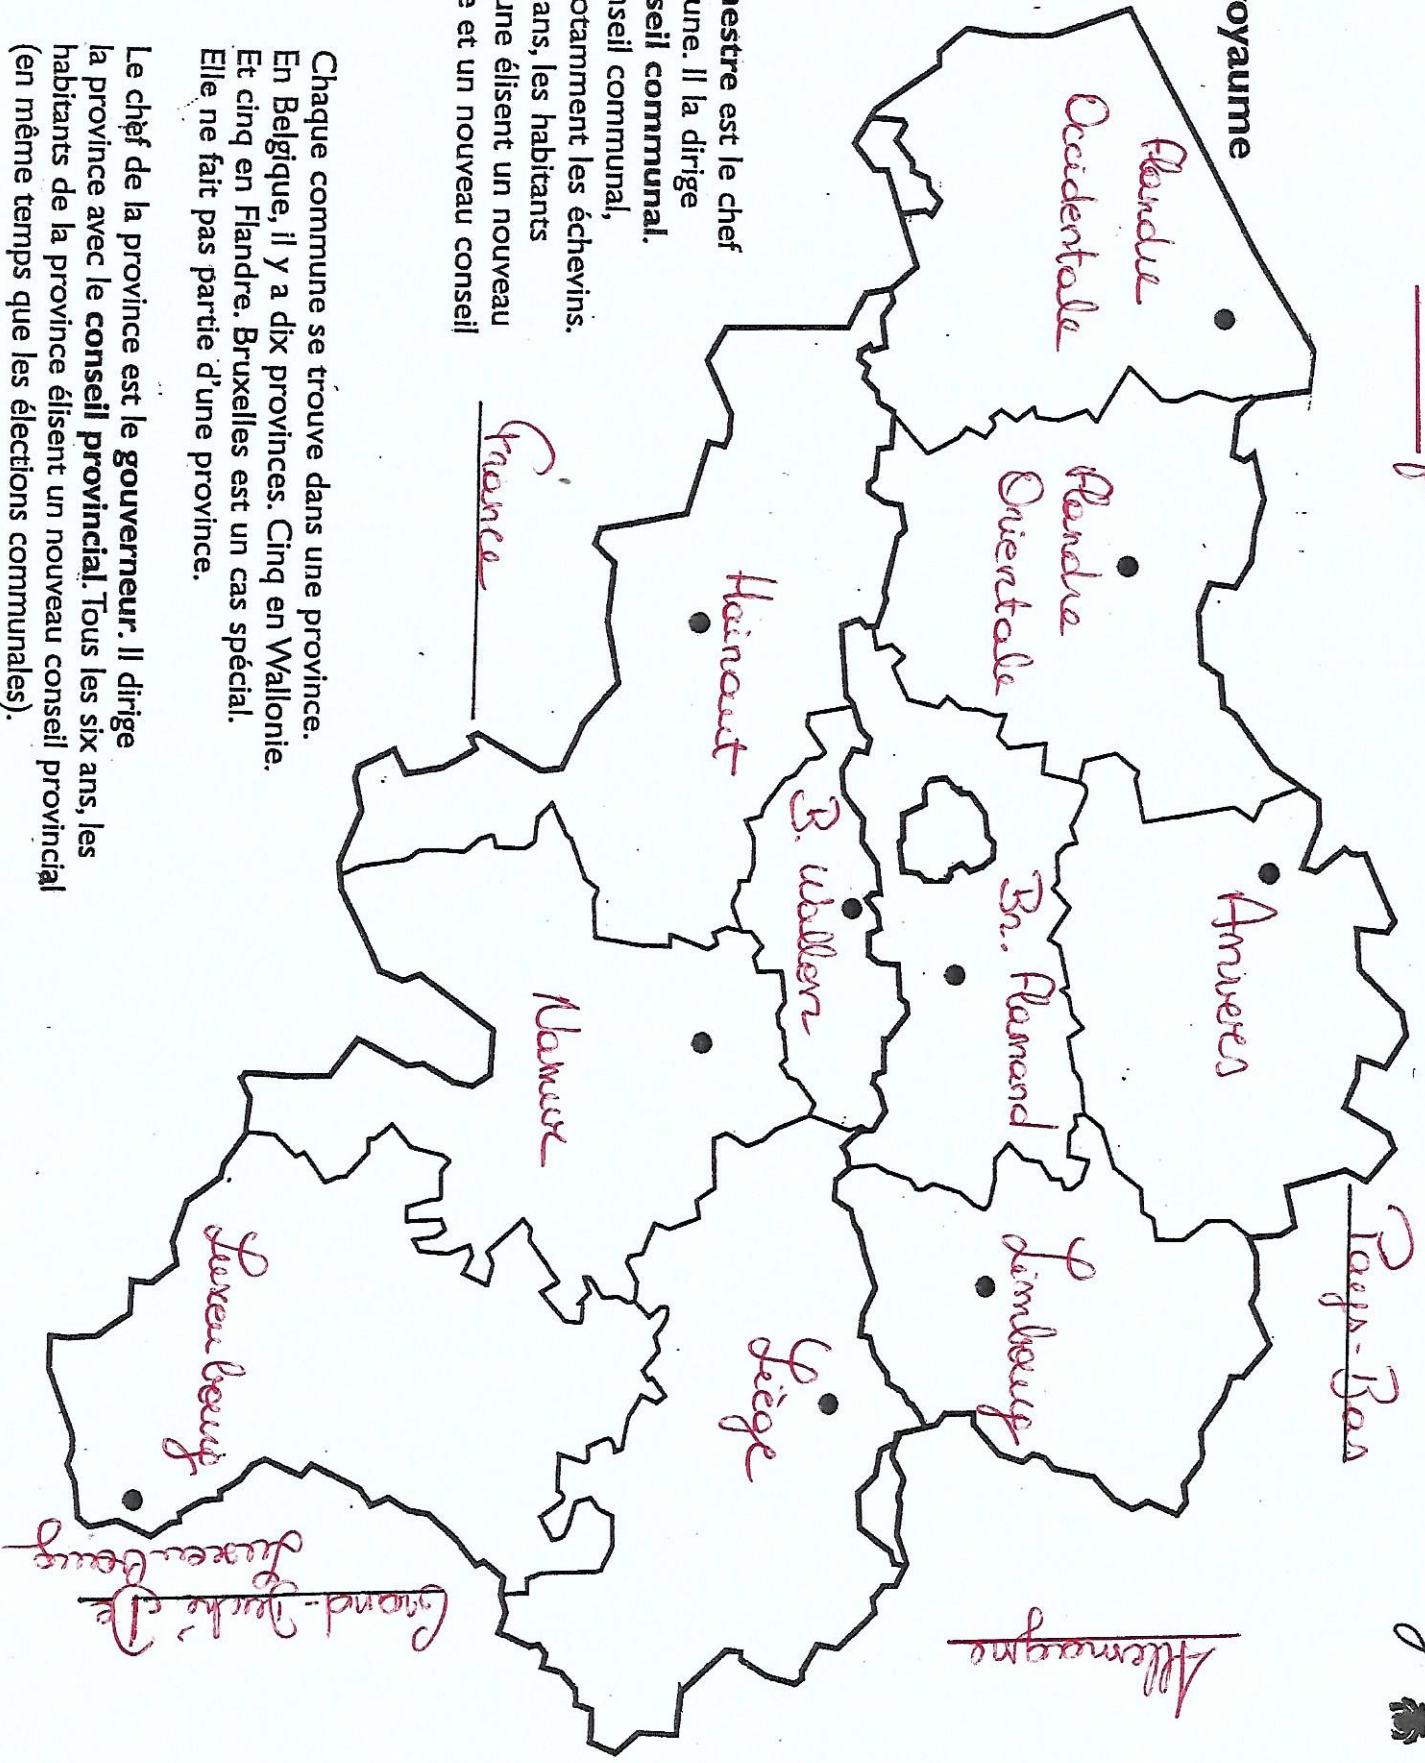 oyaume
Flandre
Occidentale
Flandre
Orientale
Anvers
Pays-Bas
Br. Flamand
Limbourg
Allemagne
B. wallon
Hainaut
Liège
Namur
France
Luxembourg
Grand-Duché De
Luxembourg
estre est le chef
une. Il la dirige
seil communal.
nseil communal,
otamment les échevins.
ans, les habitants
une élisent un nouveau
e et un nouveau conseil
Chaque commune se trouve dans une province.
En Belgique, il y a dix provinces. Cinq en Wallonie.
Et cinq en Flandre. Bruxelles est un cas spécial.
Elle ne fait pas partie d'une province.
Le chef de la province est le gouverneur. Il dirige
la province avec le conseil provincial. Tous les six ans, les
habitants de la province élisent un nouveau conseil provincial
(en même temps que les élections communales).